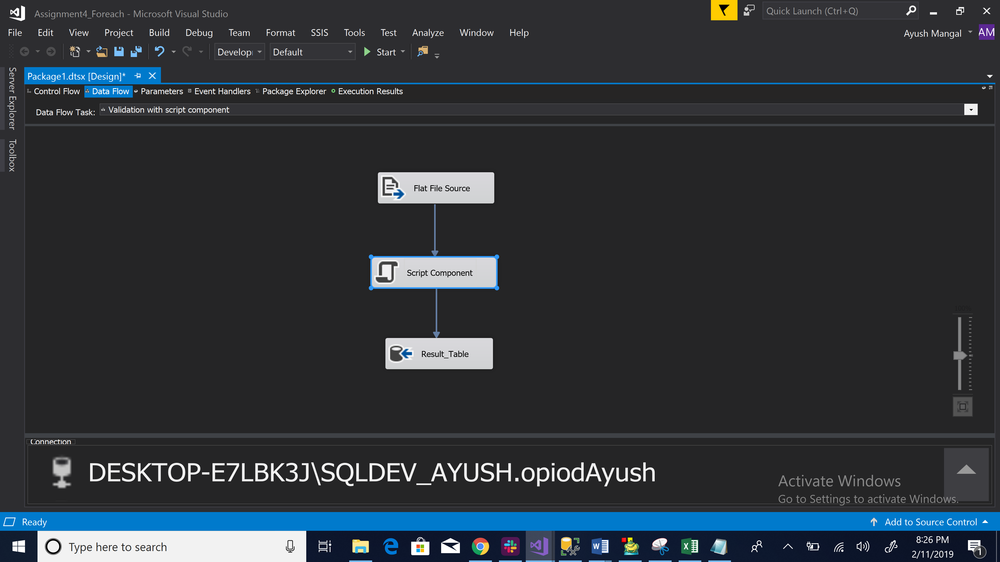 Assignment4_Foreach - Microsoft Visual Studio
Quick Launch (Ctrl+Q)
File Edit View Project Build Debug Team Format SSIS Tools Test Analyze Window Help
Ayush Mangal AM
Develop Default Start
Server Explorer
Toolbox
Package1.dtsx [Design]*
Control Flow Data Flow Parameters Event Handlers Package Explorer Execution Results
Data Flow Task: Validation with script component
Flat File Source
Script Component
100%
Result_Table
Connection
DESKTOP-E7LBK3J\SQLDEV_AYUSH.opiodAyush
Activate Windows
Go to Settings to activate Windows.
Ready
Add to Source Control
Type here to search
8:26 PM
2/11/2019
1